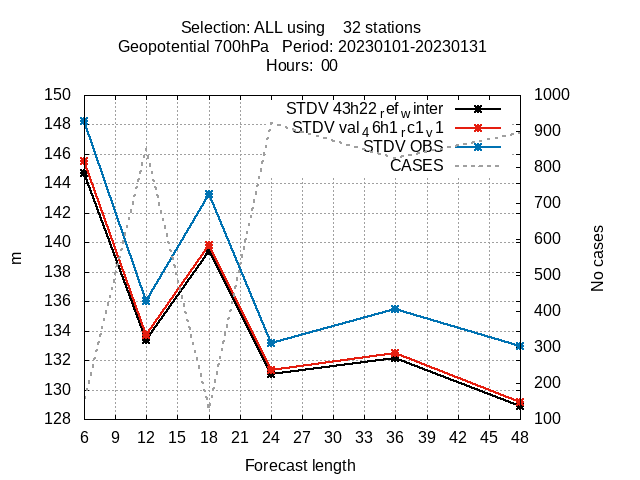 Selection: ALL using    32 stations
Geopotential 700hPa   Period: 20230101-20230131
Hours:  00
150
148
146
144
142
140
138
136
134
132
130
128
m
1000
900
800
700
600
500
400
300
200
100
No cases
STDV 43h22_ref_winter
STDV val_46h1_rc1_v1
STDV OBS
CASES
6 9 12 15 18 21 24 27 30 33 36 39 42 45 48
Forecast length